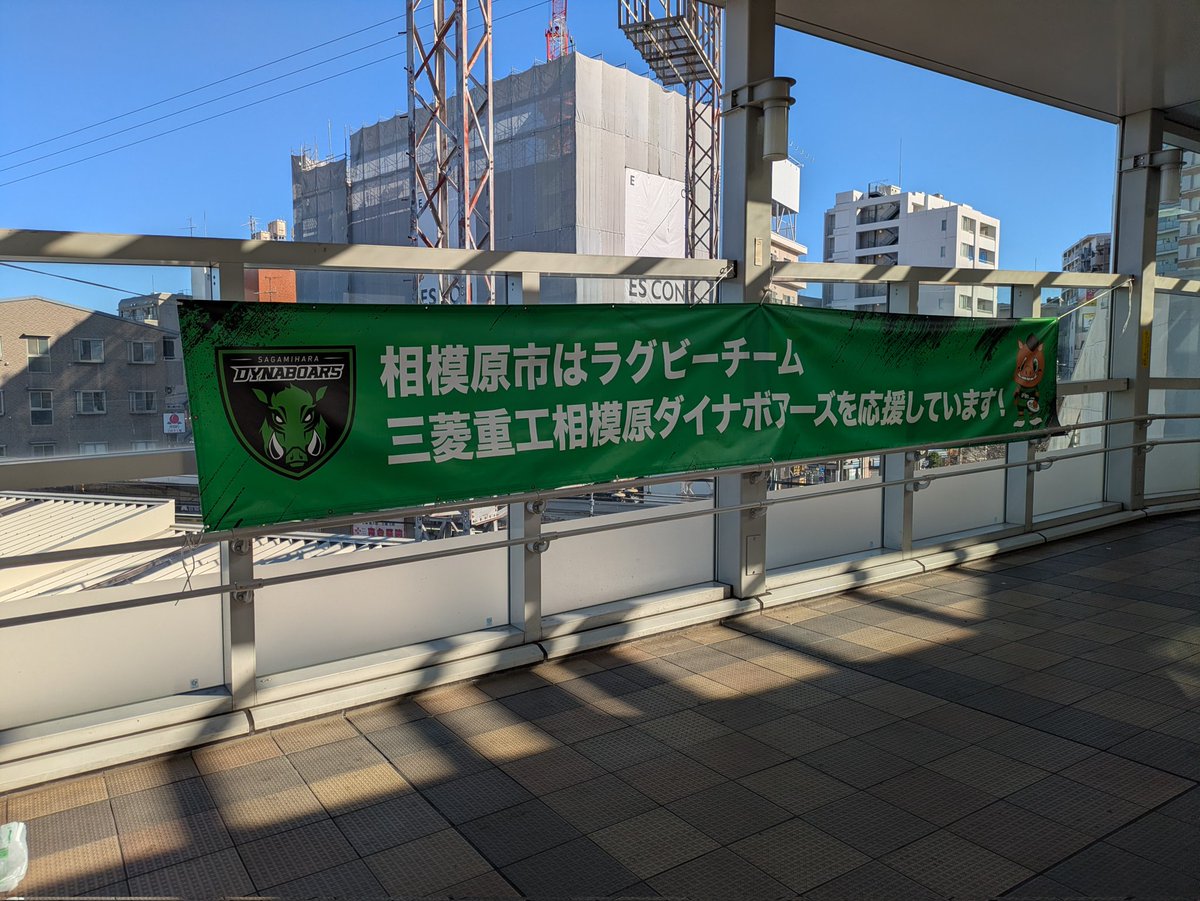 SAGAMIHARA
DYNABOARS
相模原市はラグビーチーム
三菱重工相模原ダイナボアーズを応援しています!
E
ES CON
ES